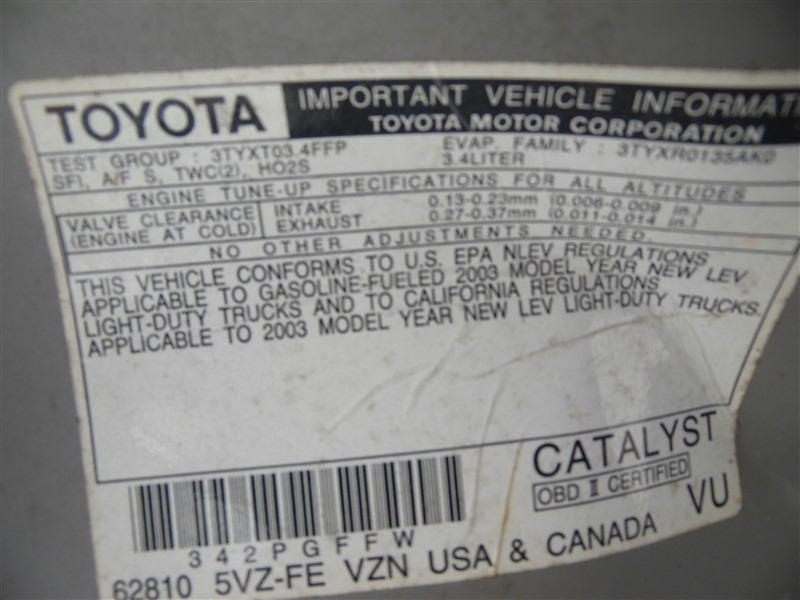 TOYOTA IMPORTANT VEHICLE INFORMATI
TOYOTA MOTOR CORPORATION
TEST GROUP : 3TYXT03.4FFP EVAP. FAMILY : 3TYXR0135AK0
SFI, A/F S, TWC(2), HO2S 3.4LITER
ENGINE TUNE-UP SPECIFICATIONS FOR ALL ALTITUDES
VALVE CLEARANCE INTAKE 0.13-0.23mm (0.006-0.009 in.)
(ENGINE AT COLD) EXHAUST 0.27-0.37mm (0.011-0.014 in.)
NO OTHER ADJUSTMENTS NEEDED.
THIS VEHICLE CONFORMS TO U.S. EPA NLEV REGULATIONS
APPLICABLE TO GASOLINE-FUELED 2003 MODEL YEAR NEW LEV
LIGHT-DUTY TRUCKS AND TO CALIFORNIA REGULATIONS
APPLICABLE TO 2003 MODEL YEAR NEW LEV LIGHT-DUTY TRUCKS.
CATALYST
OBD II CERTIFIED
342PGFFW
62810 5VZ-FE VZN USA & CANADA VU